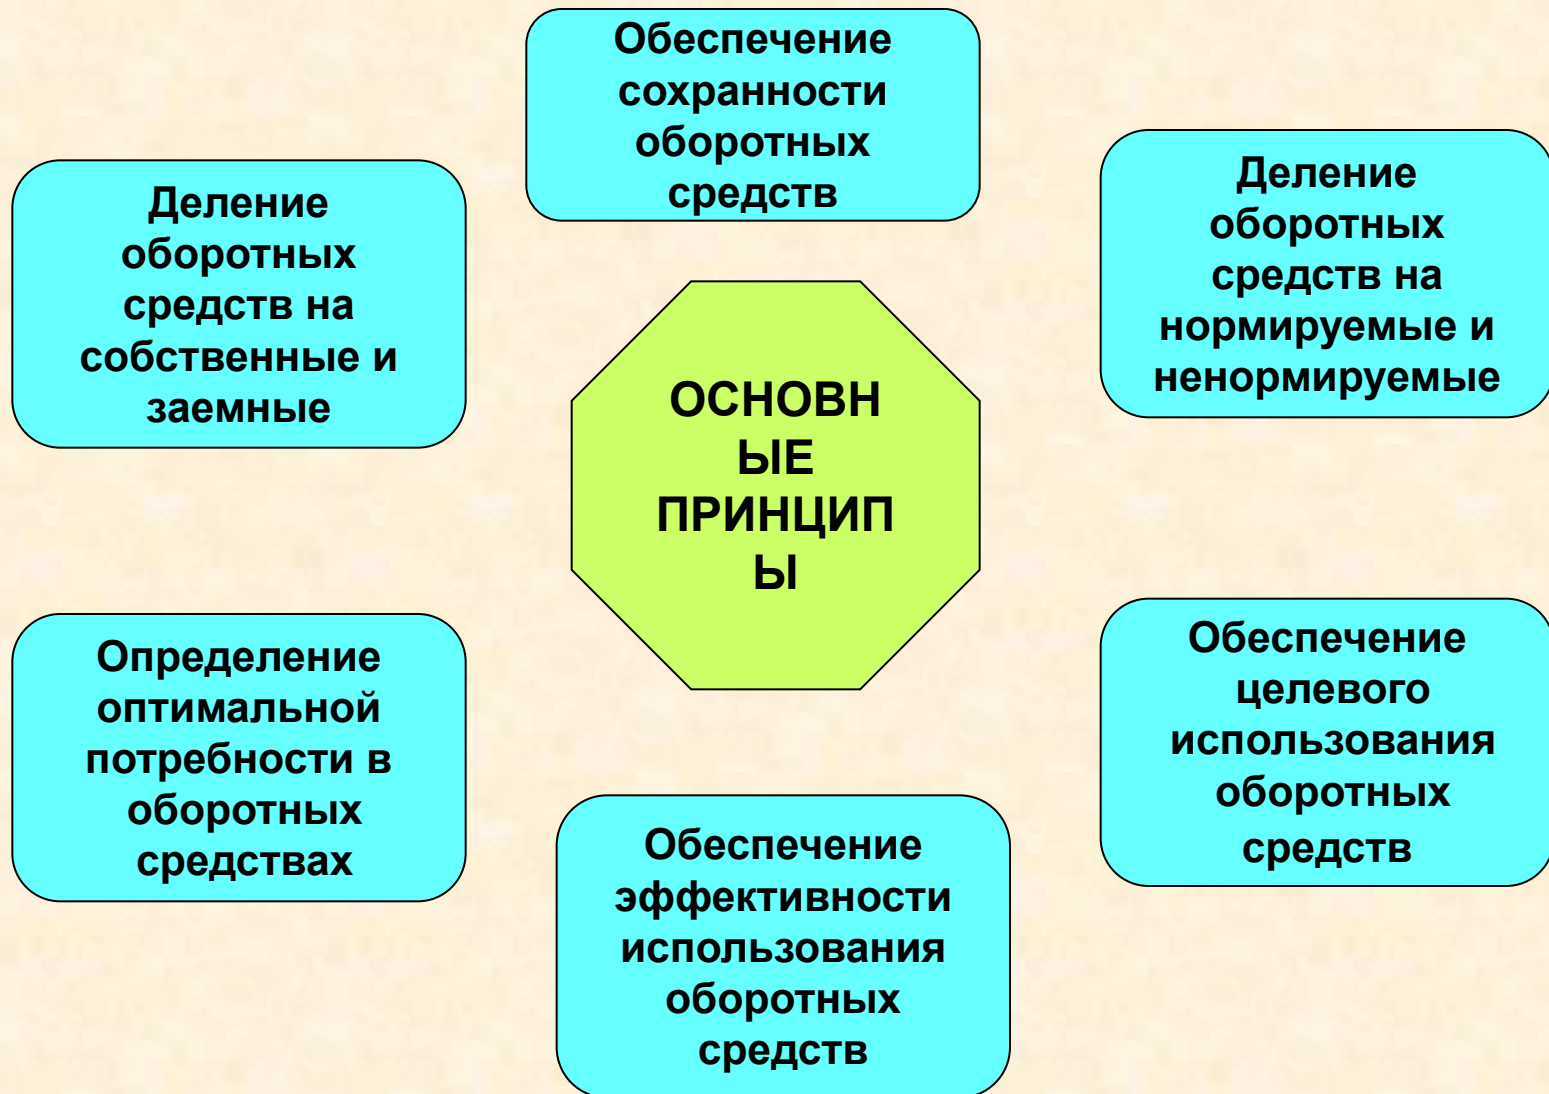 Обеспечение
сохранности
оборотных
средств
Деление
оборотных
средств на
собственные и
заемные
Деление
оборотных
средств на
нормируемые и
ненормируемые
ОСНОВН
ЫЕ
ПРИНЦИП
Ы
Определение
оптимальной
потребности в
оборотных
средствах
Обеспечение
целевого
использования
оборотных
средств
Обеспечение
эффективности
использования
оборотных
средств